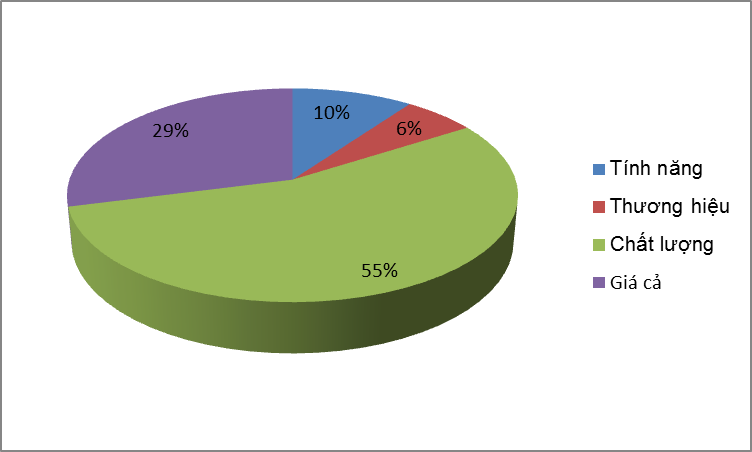 10%
6%
29%
55%
Tính năng
Thương hiệu
Chất lượng
Giá cả